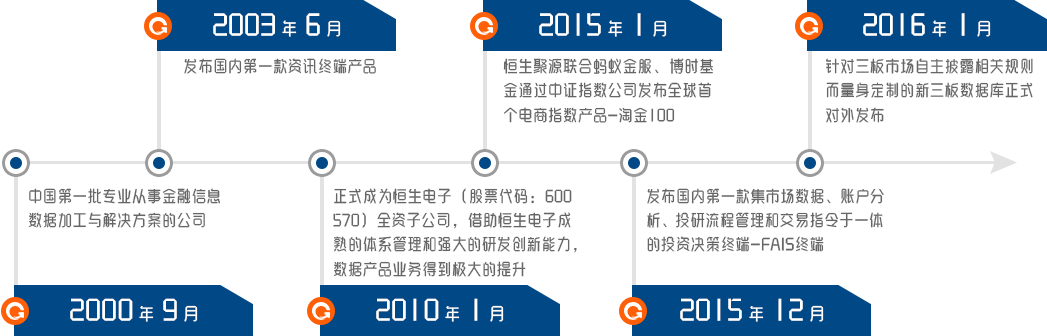 2003年6月
发布国内第一款资讯终端产品
2015年1月
恒生聚源联合蚂蚁金服、博时基
金通过中证指数公司发布全球首
个电商指数产品-淘金100
2016年1月
针对三板市场自主披露相关规则
而量身定制的新三板数据库正式
对外发布
中国第一批专业从事金融信息
数据加工与解决方案的公司
2000年9月
正式成为恒生电子（股票代码：600
570）全资子公司，借助恒生电子成
熟的体系管理和强大的研发创新能力，
数据产品业务得到极大的提升
2010年1月
发布国内第一款集市场数据、账户分
析、投研流程管理和交易指令于一体
的投资决策终端-FAIS终端
2015年12月